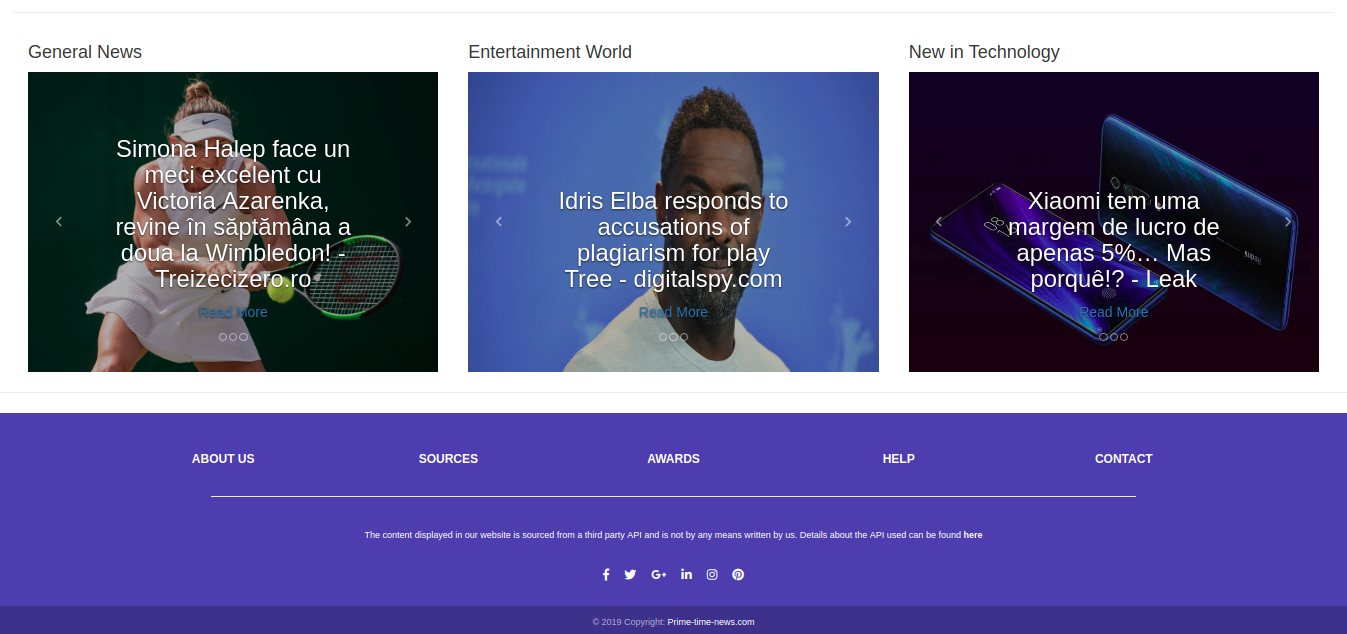 General News
Entertainment World
New in Technology
Simona Halep face un
meci excelent cu
Victoria Azarenka,
revine în săptămâna a
doua la Wimbledon! -
Treizecizero.ro
Read More
Idris Elba responds to
accusations of
plagiarism for play
Tree - digitalspy.com
Read More
Xiaomi tem uma
margem de lucro de
apenas 5%… Mas
porquê!? - Leak
Read More
ABOUT US
SOURCES
AWARDS
HELP
CONTACT
The content displayed in our website is sourced from a third party API and is not by any means written by us. Details about the API used can be found here
© 2019 Copyright: Prime-time-news.com